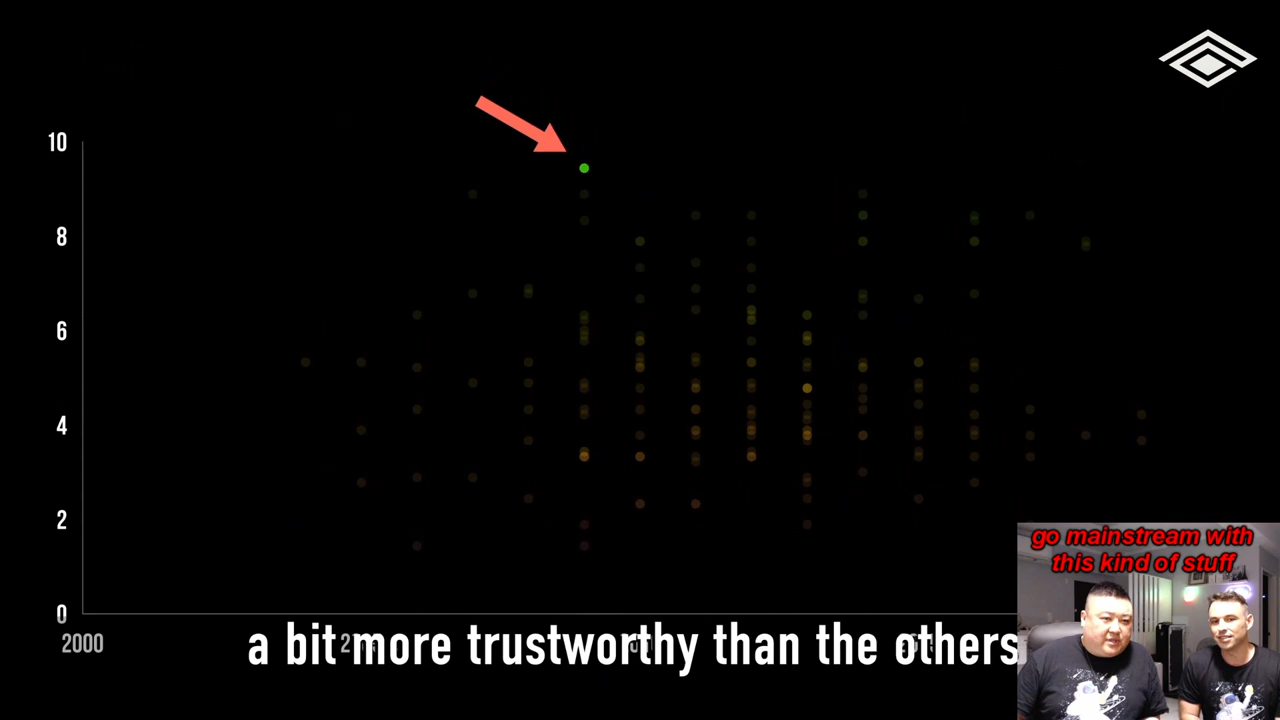 10
8
6
4
2
0
2000
a bit more trustworthy than the others
go mainstream with
this kind of stuff